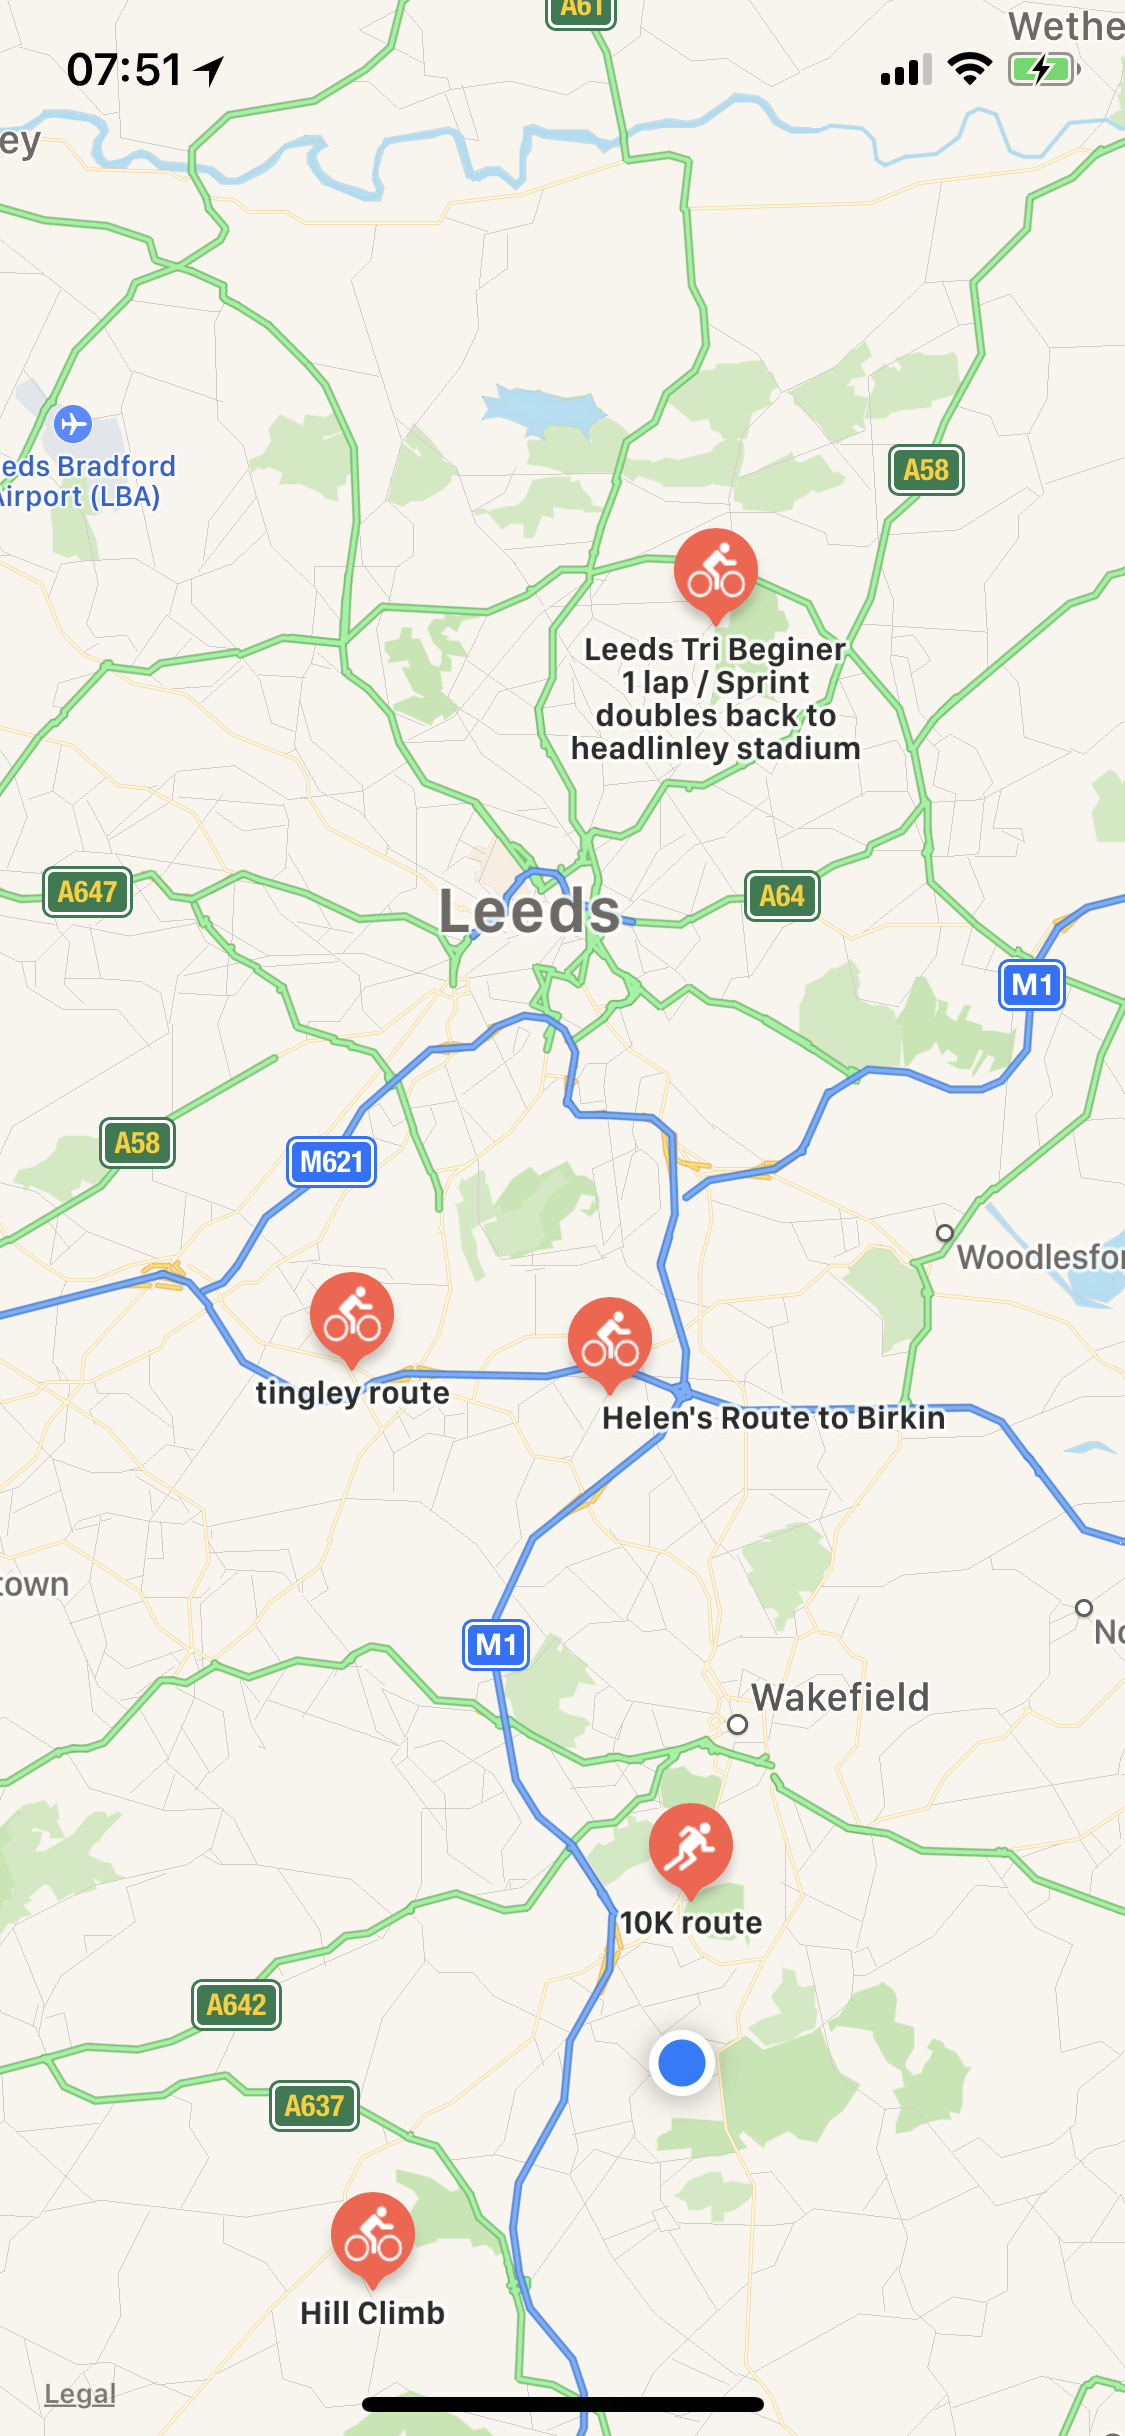 A61
Wethe
07:51
ey
eds Bradford
Airport (LBA)
A58
Leeds Tri Beginer
1 lap / Sprint
doubles back to
headlinley stadium
A647
Leeds
A64
M1
A58
M621
Woodlesfor
tingley route
Helen's Route to Birkin
town
No
M1
Wakefield
10K route
A642
A637
Hill Climb
Legal